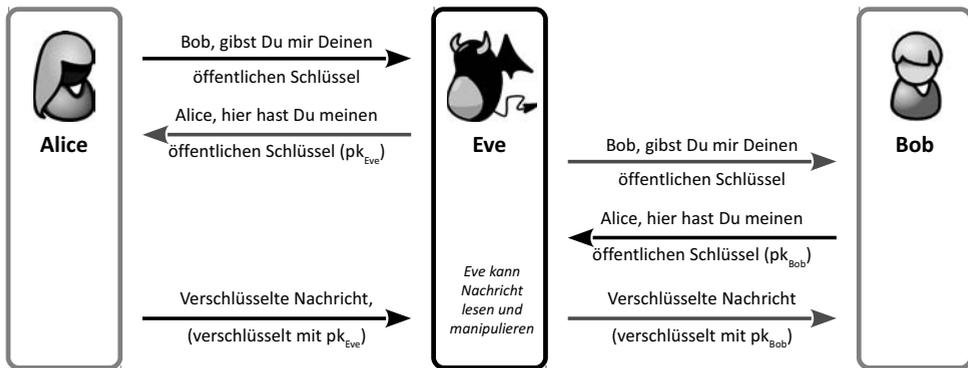 Alice
Eve
Bob
Bob, gibst Du mir Deinen
öffentlichen Schlüssel
Alice, hier hast Du meinen
öffentlichen Schlüssel (pkEve)
Bob, gibst Du mir Deinen
öffentlichen Schlüssel
Alice, hier hast Du meinen
öffentlichen Schlüssel (pkBob)
Verschlüsselte Nachricht,
(verschlüsselt mit pkEve)
Eve kann
Nachricht
lesen und
manipulieren
Verschlüsselte Nachricht
(verschlüsselt mit pkBob)